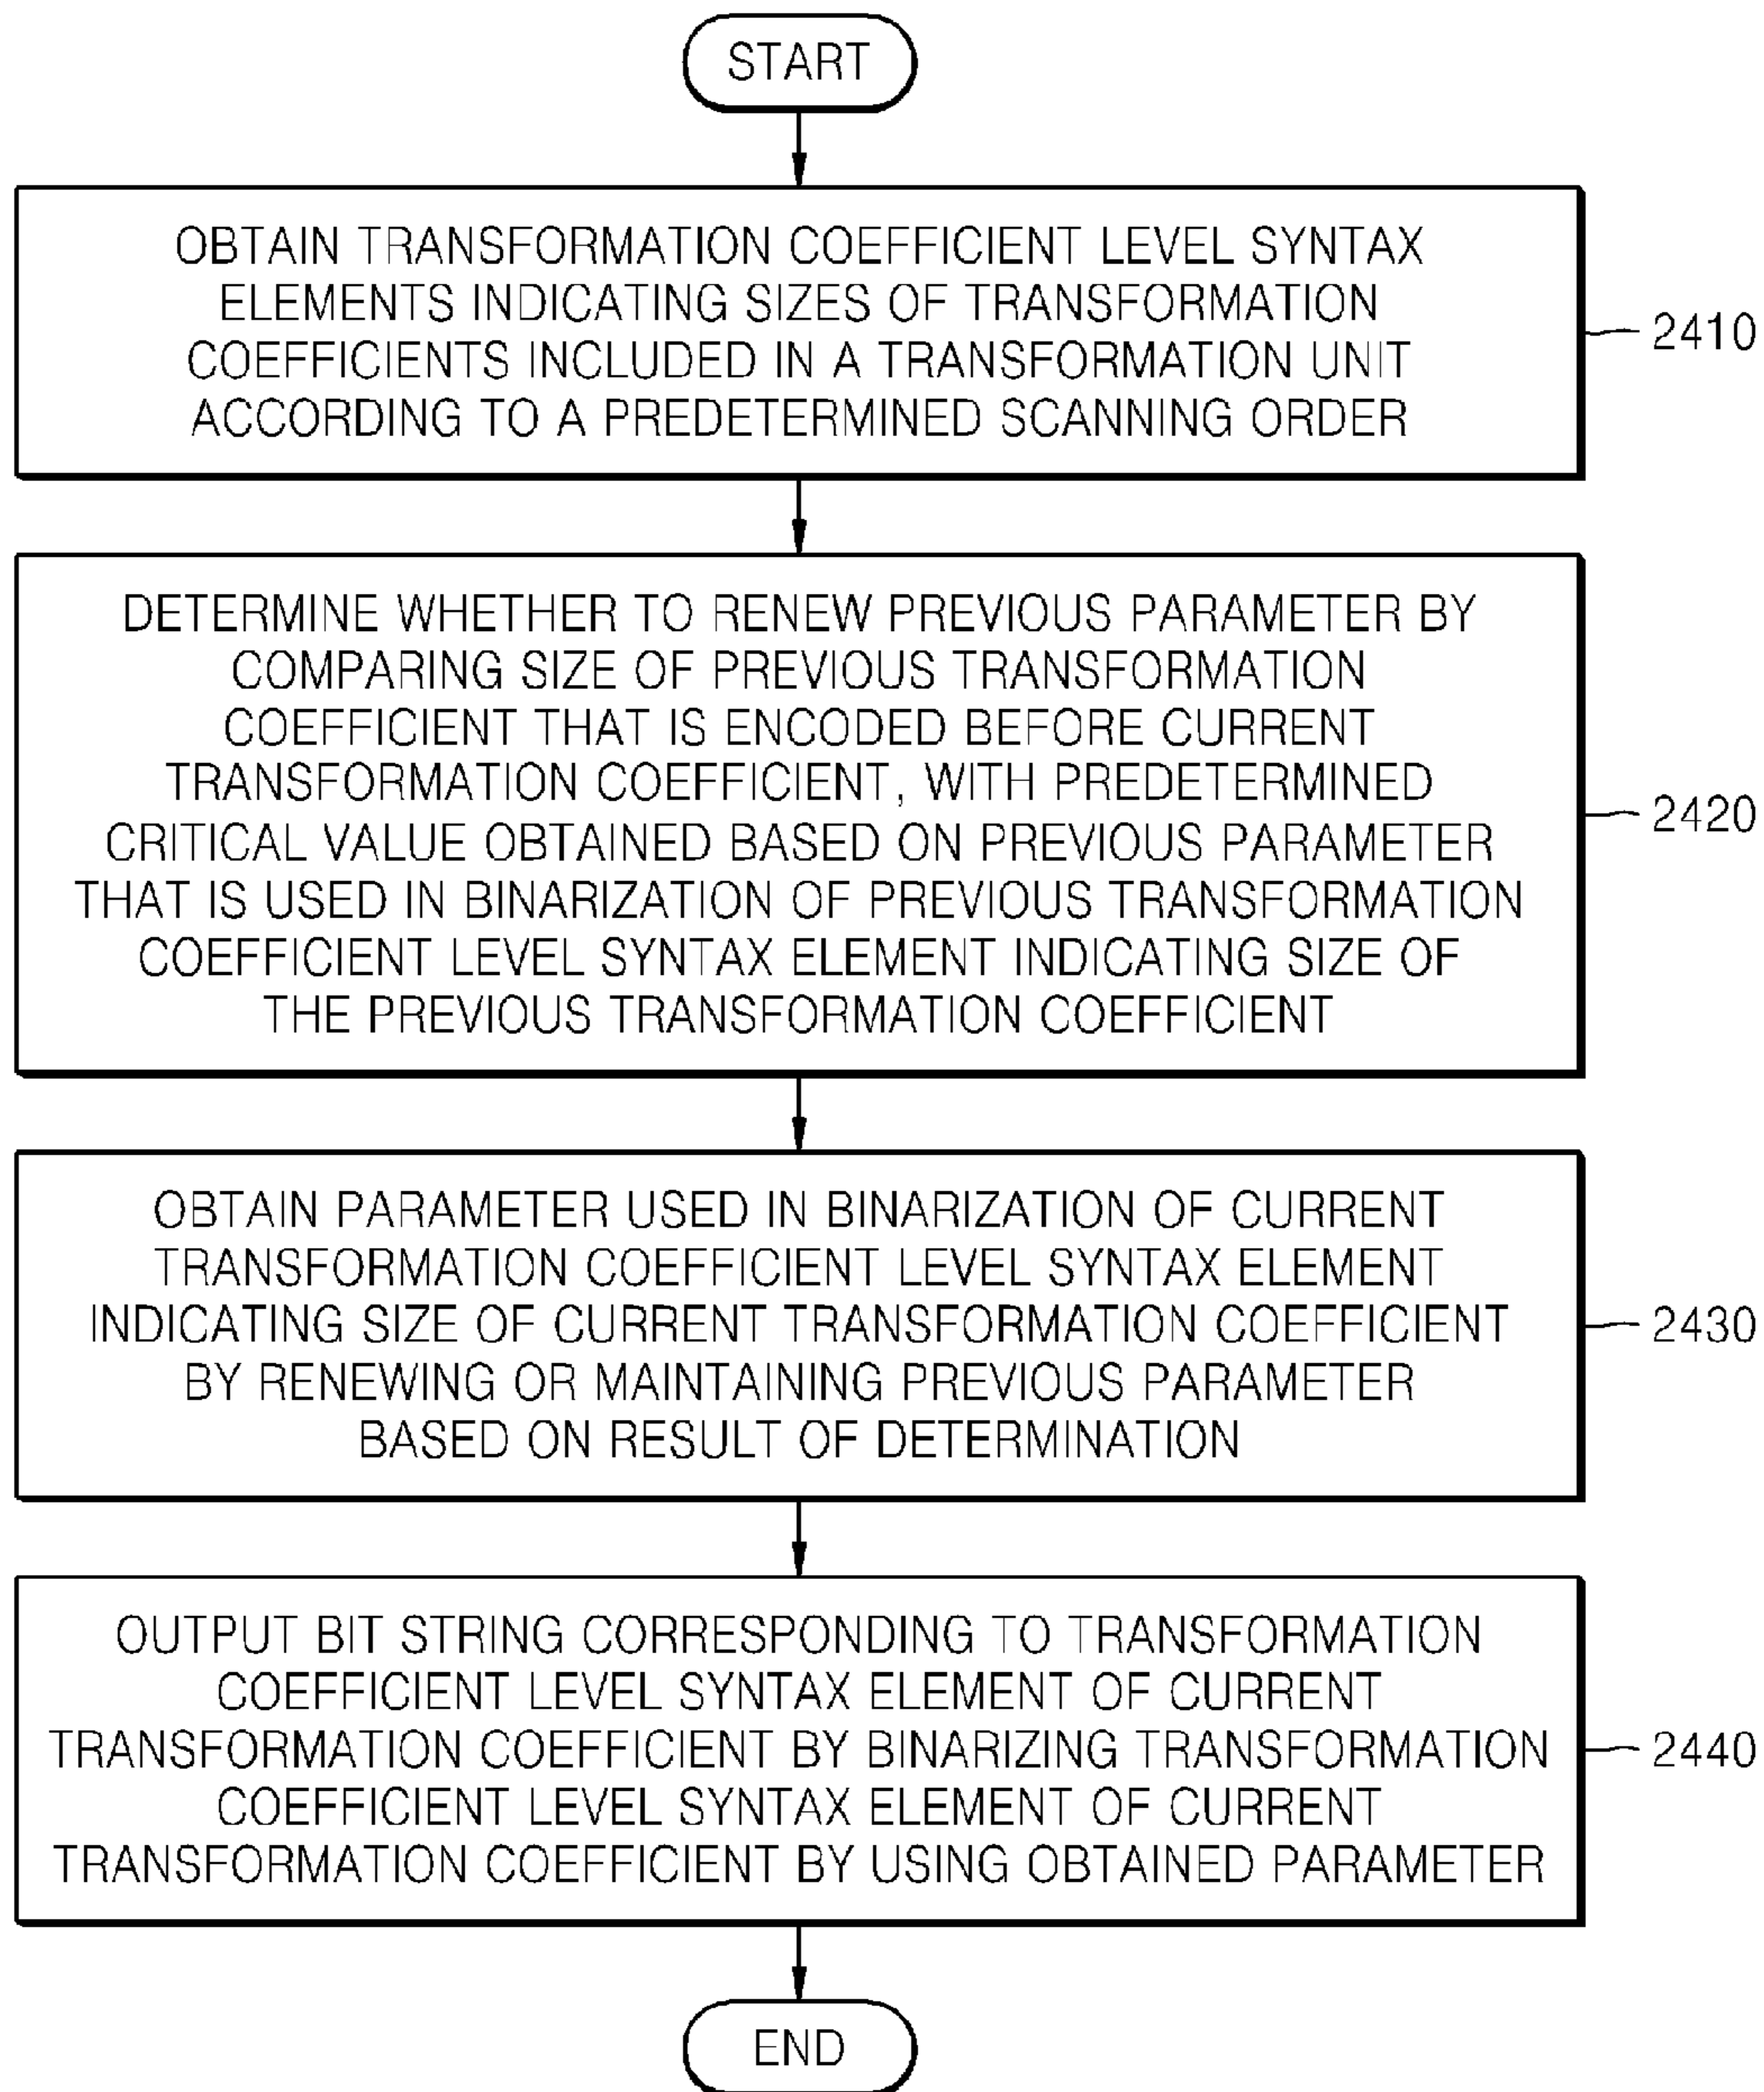 START
OBTAIN TRANSFORMATION COEFFICIENT LEVEL SYNTAX
ELEMENTS INDICATING SIZES OF TRANSFORMATION
COEFFICIENTS INCLUDED IN A TRANSFORMATION UNIT
ACCORDING TO A PREDETERMINED SCANNING ORDER
2410
DETERMINE WHETHER TO RENEW PREVIOUS PARAMETER BY
COMPARING SIZE OF PREVIOUS TRANSFORMATION
COEFFICIENT THAT IS ENCODED BEFORE CURRENT
TRANSFORMATION COEFFICIENT, WITH PREDETERMINED
CRITICAL VALUE OBTAINED BASED ON PREVIOUS PARAMETER
THAT IS USED IN BINARIZATION OF PREVIOUS TRANSFORMATION
COEFFICIENT LEVEL SYNTAX ELEMENT INDICATING SIZE OF
THE PREVIOUS TRANSFORMATION COEFFICIENT
2420
OBTAIN PARAMETER USED IN BINARIZATION OF CURRENT
TRANSFORMATION COEFFICIENT LEVEL SYNTAX ELEMENT
INDICATING SIZE OF CURRENT TRANSFORMATION COEFFICIENT
BY RENEWING OR MAINTAINING PREVIOUS PARAMETER
BASED ON RESULT OF DETERMINATION
2430
OUTPUT BIT STRING CORRESPONDING TO TRANSFORMATION
COEFFICIENT LEVEL SYNTAX ELEMENT OF CURRENT
TRANSFORMATION COEFFICIENT BY BINARIZING TRANSFORMATION
COEFFICIENT LEVEL SYNTAX ELEMENT OF CURRENT
TRANSFORMATION COEFFICIENT BY USING OBTAINED PARAMETER
2440
END